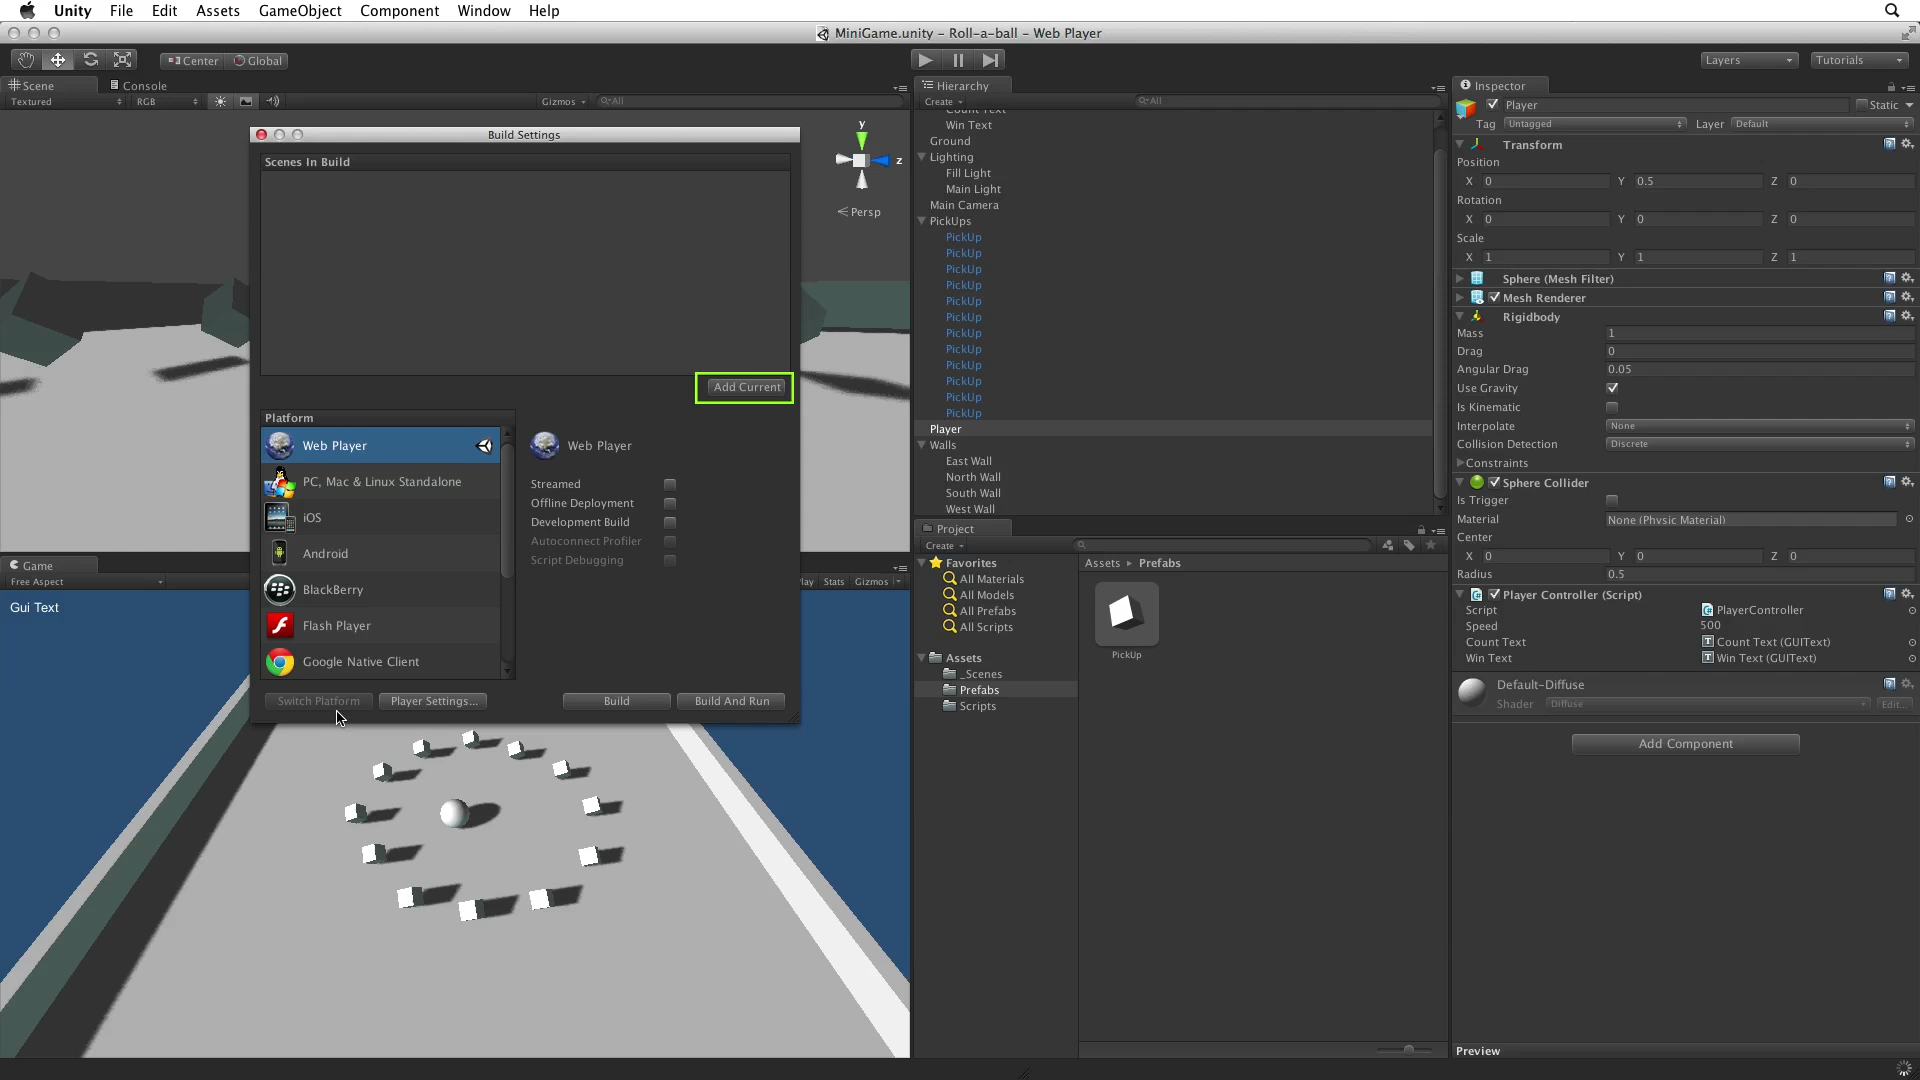 Unity File Edit Assets GameObject Component Window Help
MiniGame.unity – Roll-a-ball – Web Player
Center Global
Layers Tutorials
Scene Console
Textured RGB Gizmos All
Build Settings
Scenes In Build
Add Current
Platform
Web Player
PC, Mac & Linux Standalone
iOS
Android
BlackBerry
Flash Player
Google Native Client
Web Player
Streamed
Offline Deployment
Development Build
Autoconnect Profiler
Script Debugging
Switch Platform Player Settings... Build Build And Run
y
z
Persp
Game
Free Aspect Stats Gizmos
Gui Text
Hierarchy
Create All
Count Text
Win Text
Ground
Lighting
Fill Light
Main Light
Main Camera
PickUps
PickUp
PickUp
PickUp
PickUp
PickUp
PickUp
PickUp
PickUp
PickUp
PickUp
PickUp
PickUp
Player
Walls
East Wall
North Wall
South Wall
West Wall
Project
Create
Favorites
All Materials
All Models
All Prefabs
All Scripts
Assets
_Scenes
Prefabs
Scripts
Assets Prefabs
PickUp
Inspector
Player Static
Tag Untagged Layer Default
Transform
Position
X 0 Y 0.5 Z 0
Rotation
X 0 Y 0 Z 0
Scale
X 1 Y 1 Z 1
Sphere (Mesh Filter)
Mesh Renderer
Rigidbody
Mass 1
Drag 0
Angular Drag 0.05
Use Gravity
Is Kinematic
Interpolate None
Collision Detection Discrete
Constraints
Sphere Collider
Is Trigger
Material None (Physic Material)
Center
X 0 Y 0 Z 0
Radius 0.5
Player Controller (Script)
Script PlayerController
Speed 500
Count Text Count Text (GUIText)
Win Text Win Text (GUIText)
Default-Diffuse
Shader Diffuse Edit...
Add Component
Preview